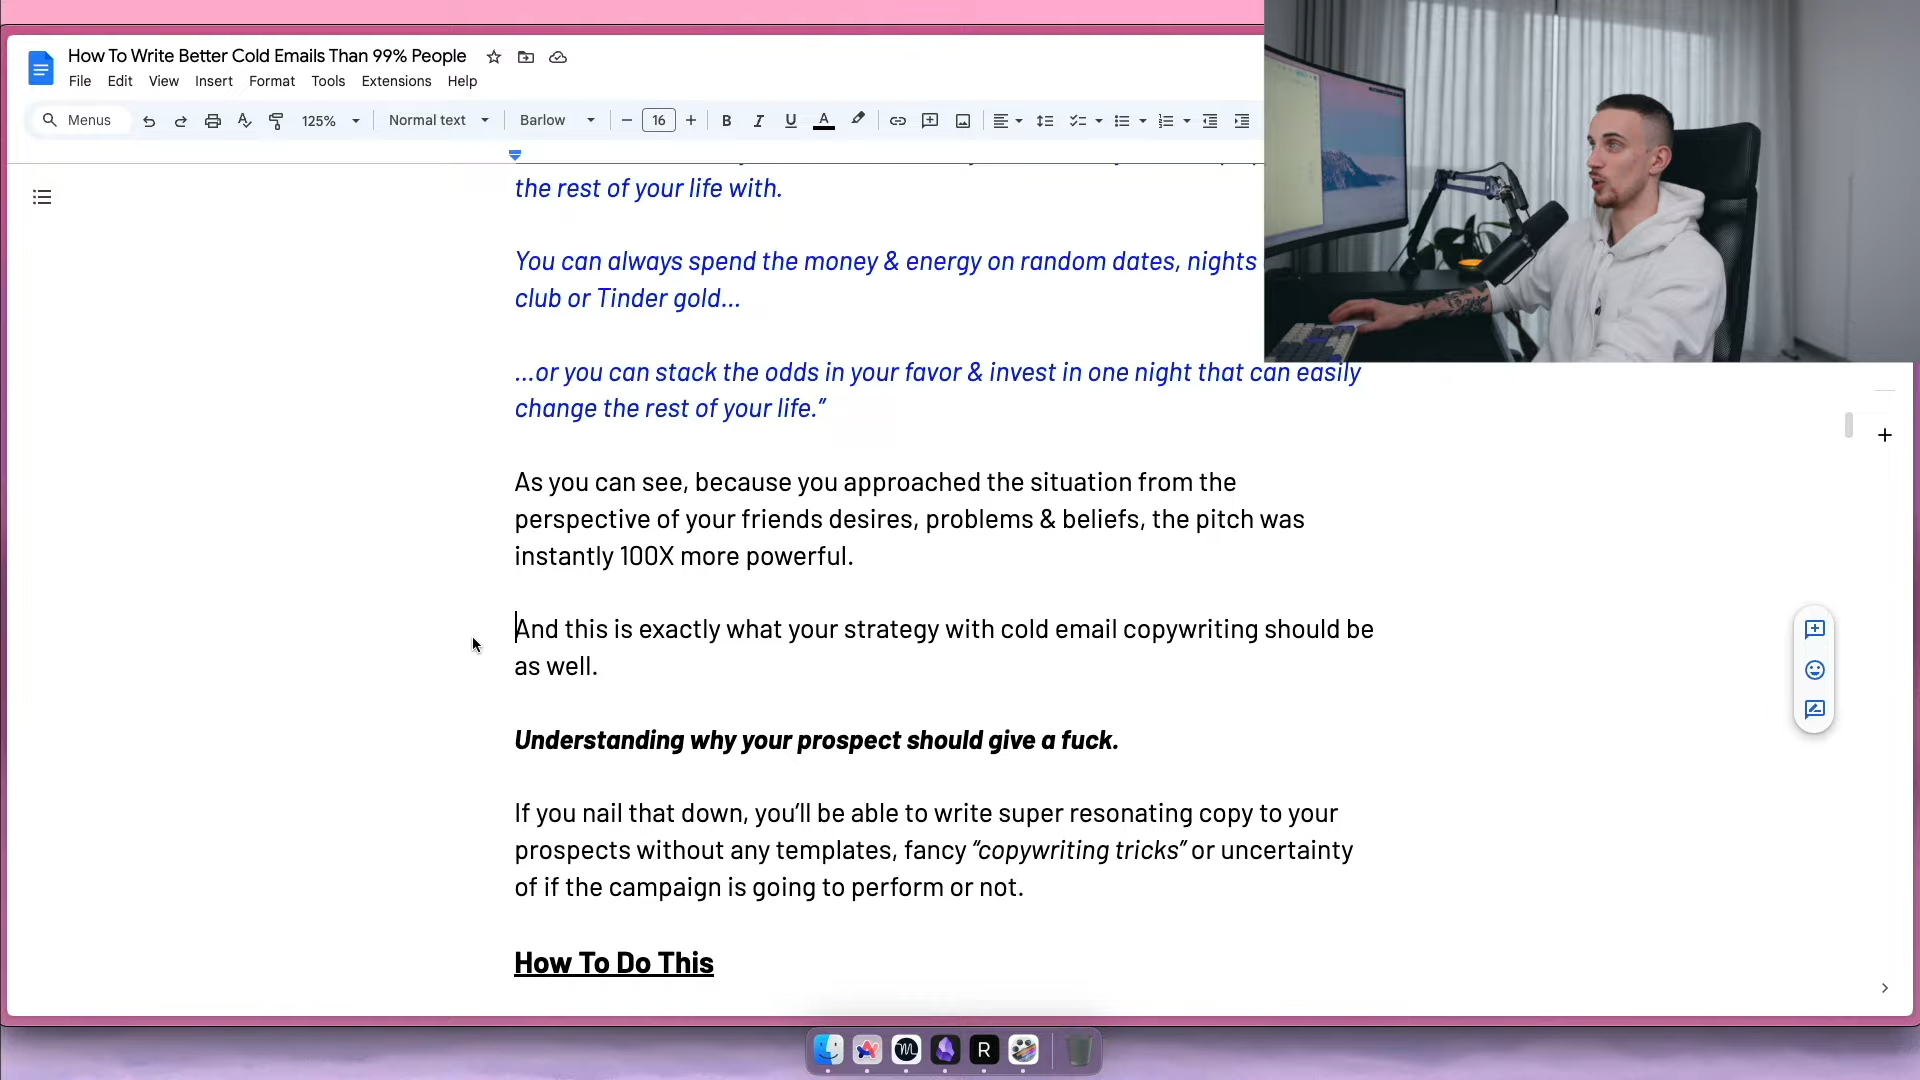 How To Write Better Cold Emails Than 99% People
File Edit View Insert Format Tools Extensions Help
Menus 125% Normal text Barlow 16 B I U A
the rest of your life with.
You can always spend the money & energy on random dates, nights
club or Tinder gold...
...or you can stack the odds in your favor & invest in one night that can easily
change the rest of your life.”
As you can see, because you approached the situation from the
perspective of your friends desires, problems & beliefs, the pitch was
instantly 100X more powerful.
And this is exactly what your strategy with cold email copywriting should be
as well.
Understanding why your prospect should give a fuck.
If you nail that down, you’ll be able to write super resonating copy to your
prospects without any templates, fancy “copywriting tricks” or uncertainty
of if the campaign is going to perform or not.
How To Do This
R